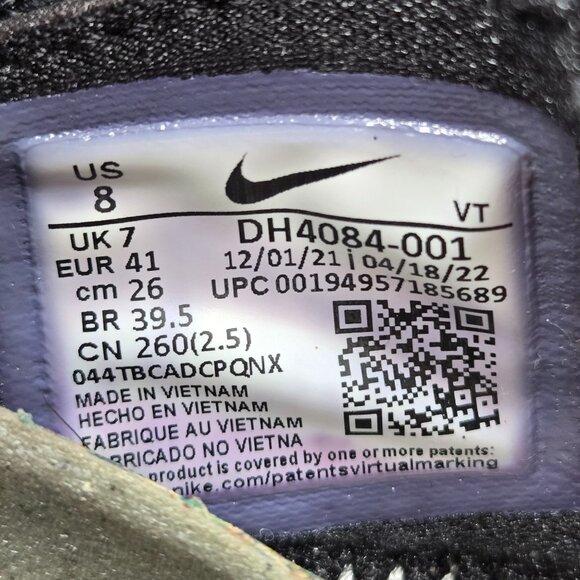 US
8
VT
UK 7
DH4084-001
EUR 41
12/01/21 | 04/18/22
cm 26
UPC 00194957185689
BR 39.5
CN 260(2.5)
044TBCADCPQNX
MADE IN VIETNAM
HECHO EN VIETNAM
FABRIQUE AU VIETNAM
BRICADO NO VIETNA
product is covered by one or more patents:
nike.com/patentsvirtualmarking